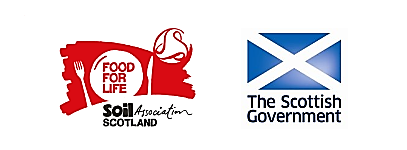 FOOD
FOR
LIFE
Soil Association
SCOTLAND
The Scottish
Government